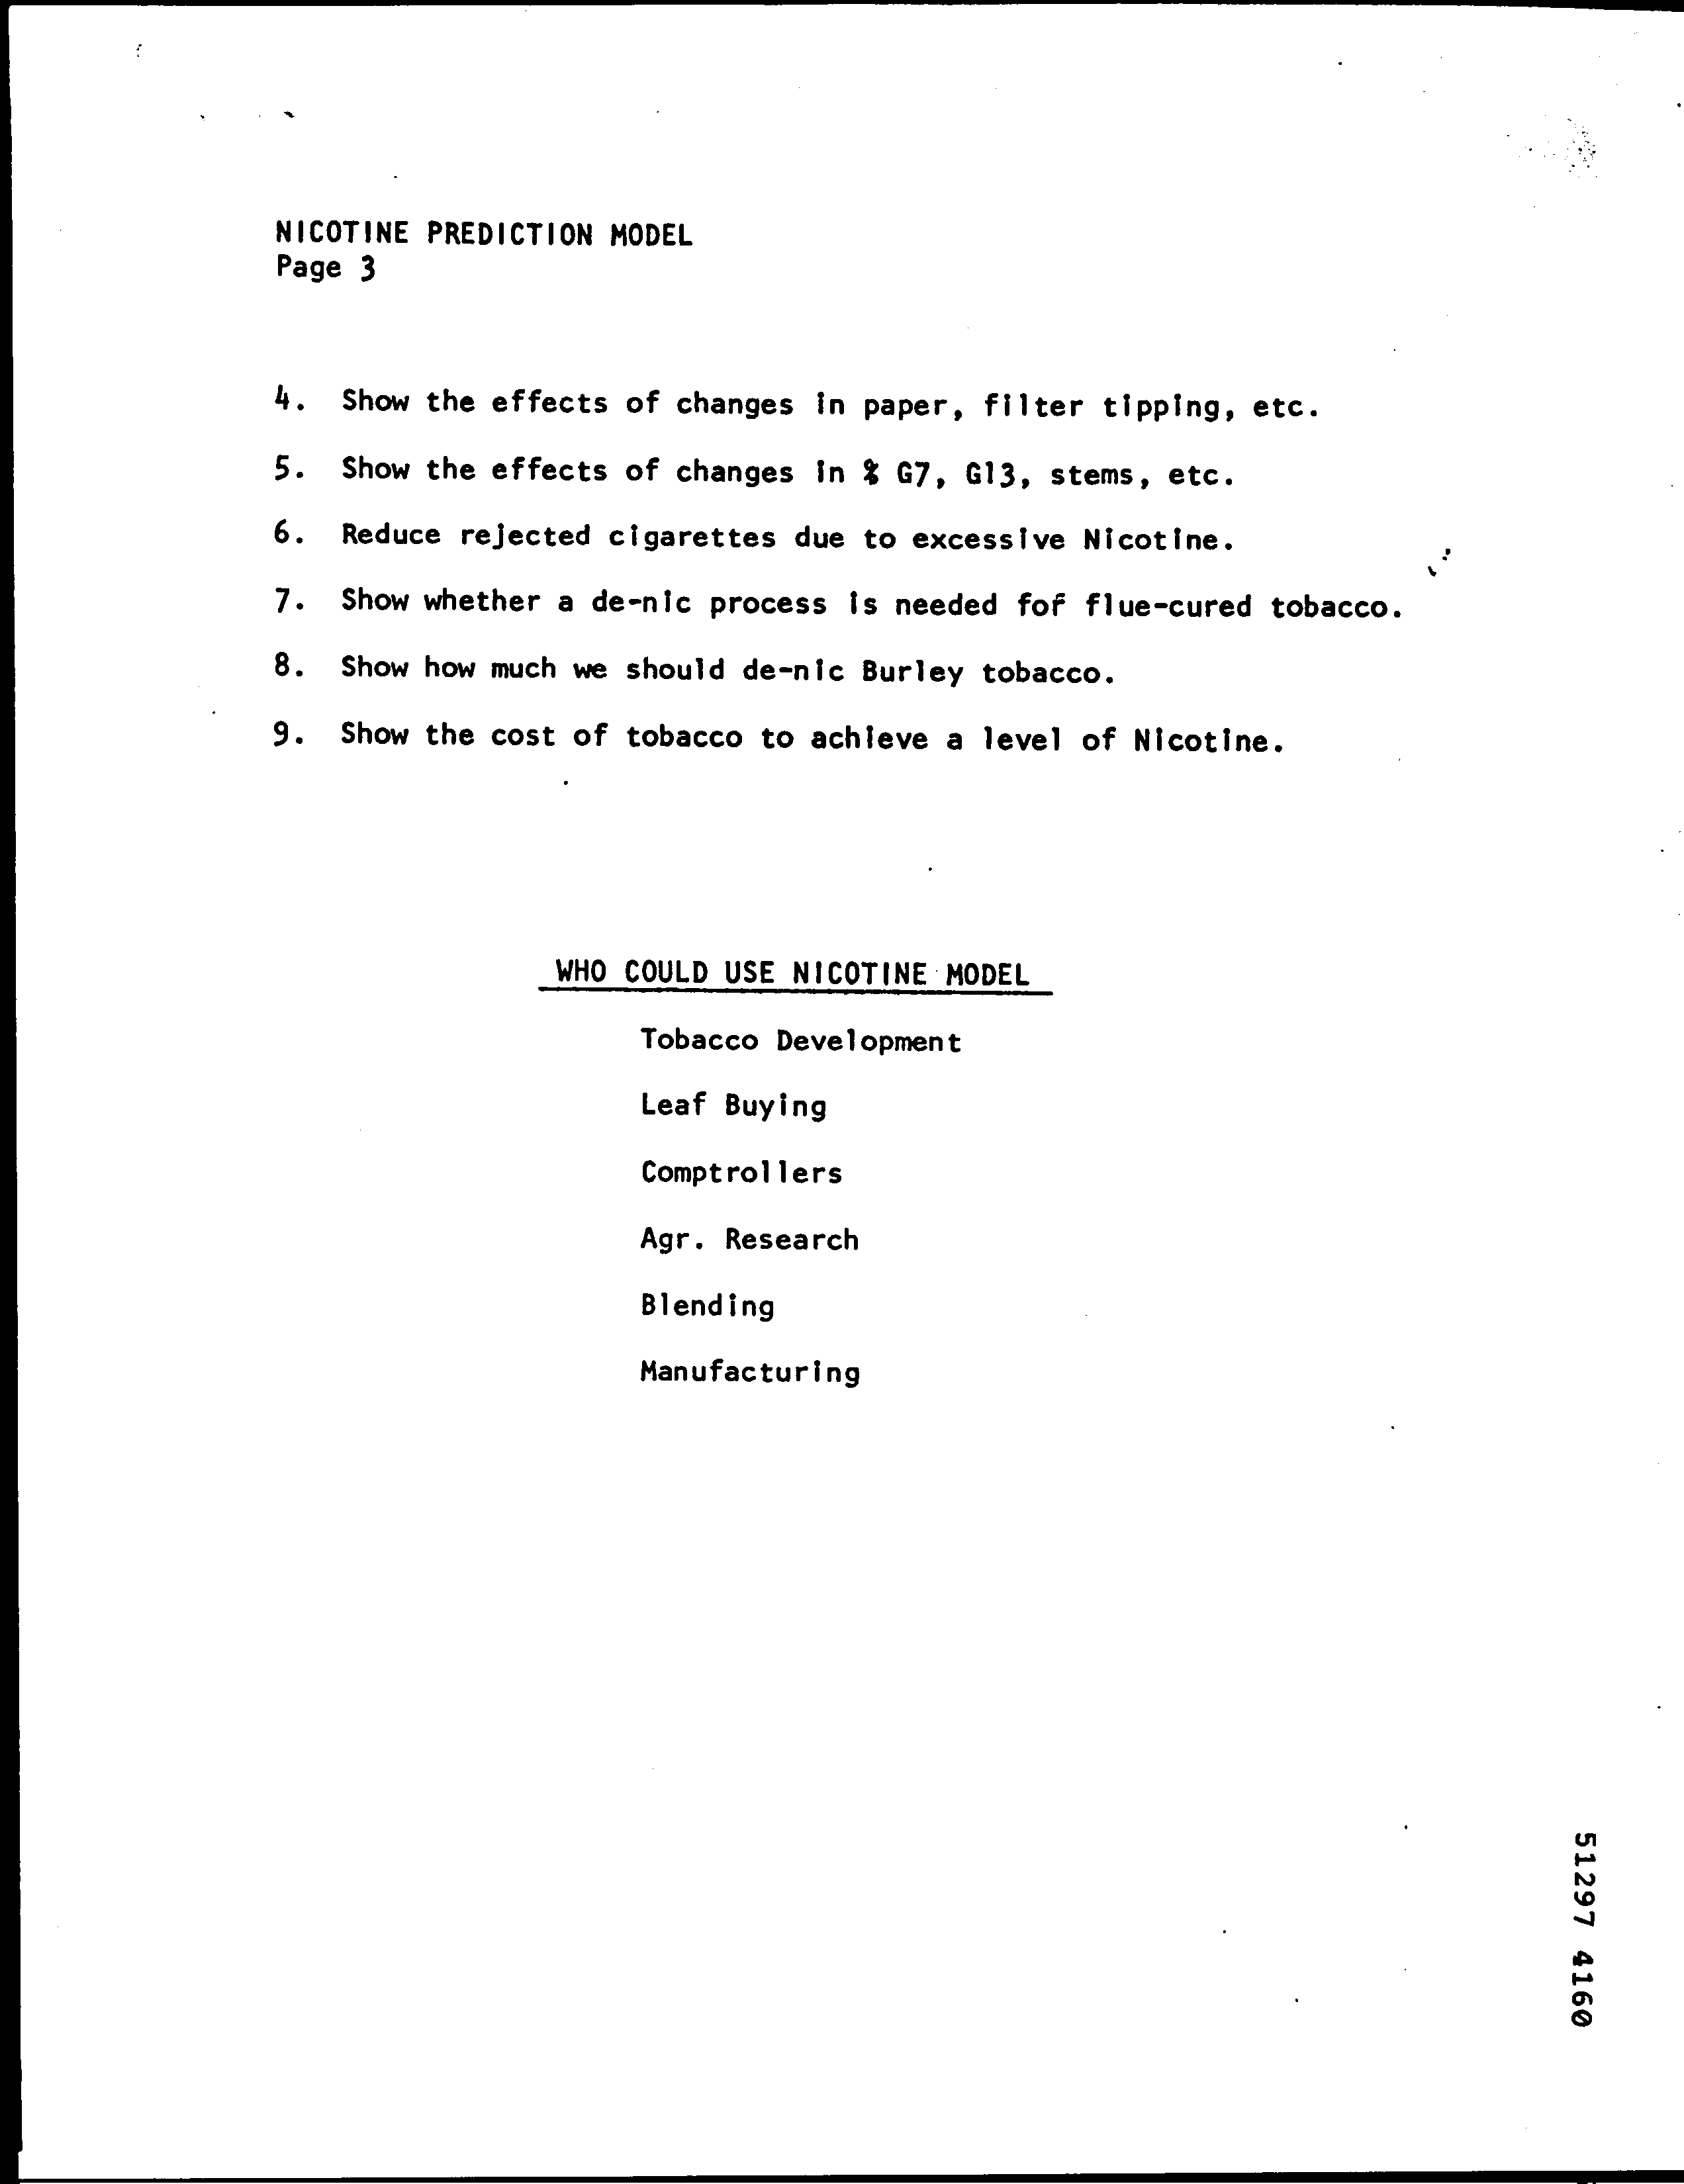 NICOTINE PREDICTION MODEL
Page 3
4. Show the effects of changes in paper, filter tipping, etc.
5. Show the effects of changes in % G7, G13, stems, etc.
6. Reduce rejected cigarettes due to excessive Nicotine.
7. Show whether a de-nic process is needed fof flue-cured tobacco.
8. Show how much we should de-nic Burley tobacco.
9. Show the cost of tobacco to achieve a level of Nicotine.
WHO COULD USE NICOTINE MODEL
Tobacco Development
Leaf Buying
Comptrollers
Agr. Research
Blending
Manufacturing
51297 4160